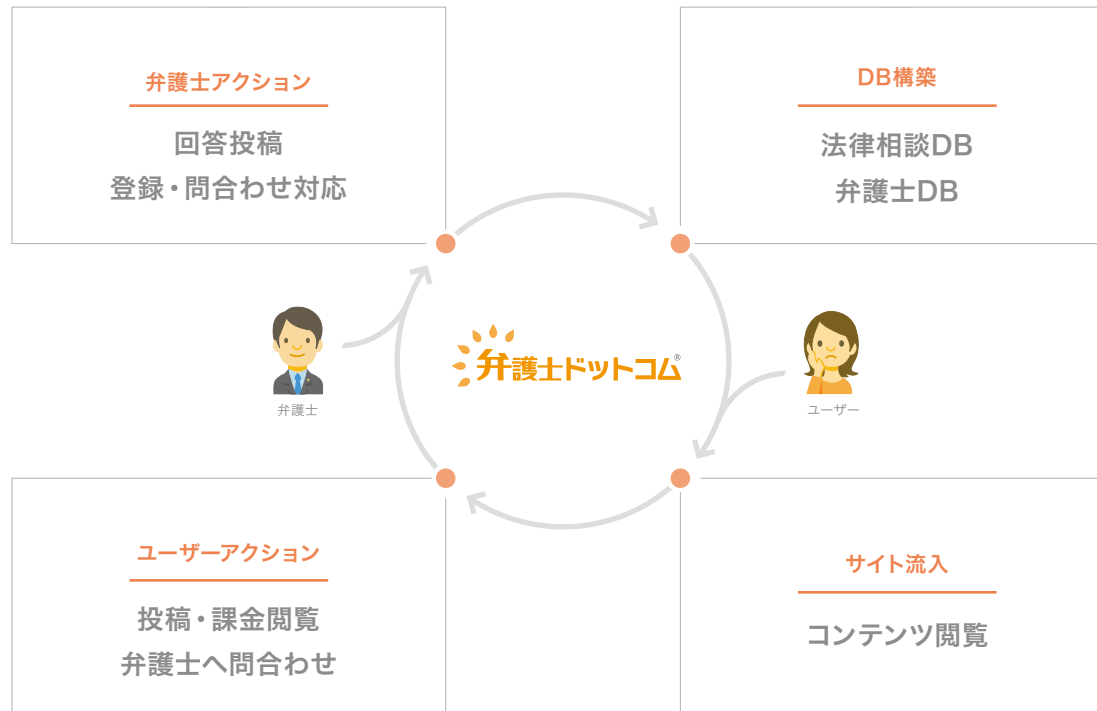 弁護士アクション
回答投稿
登録・問合わせ対応
DB構築
法律相談DB
弁護士DB
弁護士
弁護士ドットコム®
ユーザー
ユーザーアクション
投稿・課金閲覧
弁護士へ問合わせ
サイト流入
コンテンツ閲覧